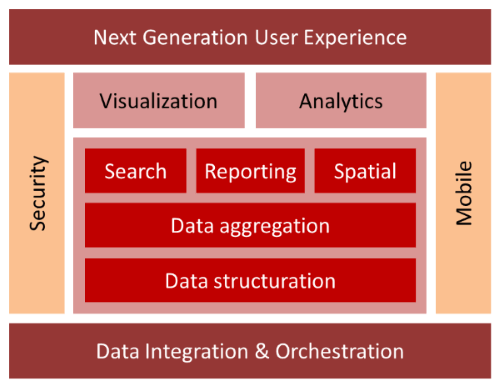 Next Generation User Experience
Security
Visualization
Analytics
Mobile
Search
Reporting
Spatial
Data aggregation
Data structuration
Data Integration & Orchestration